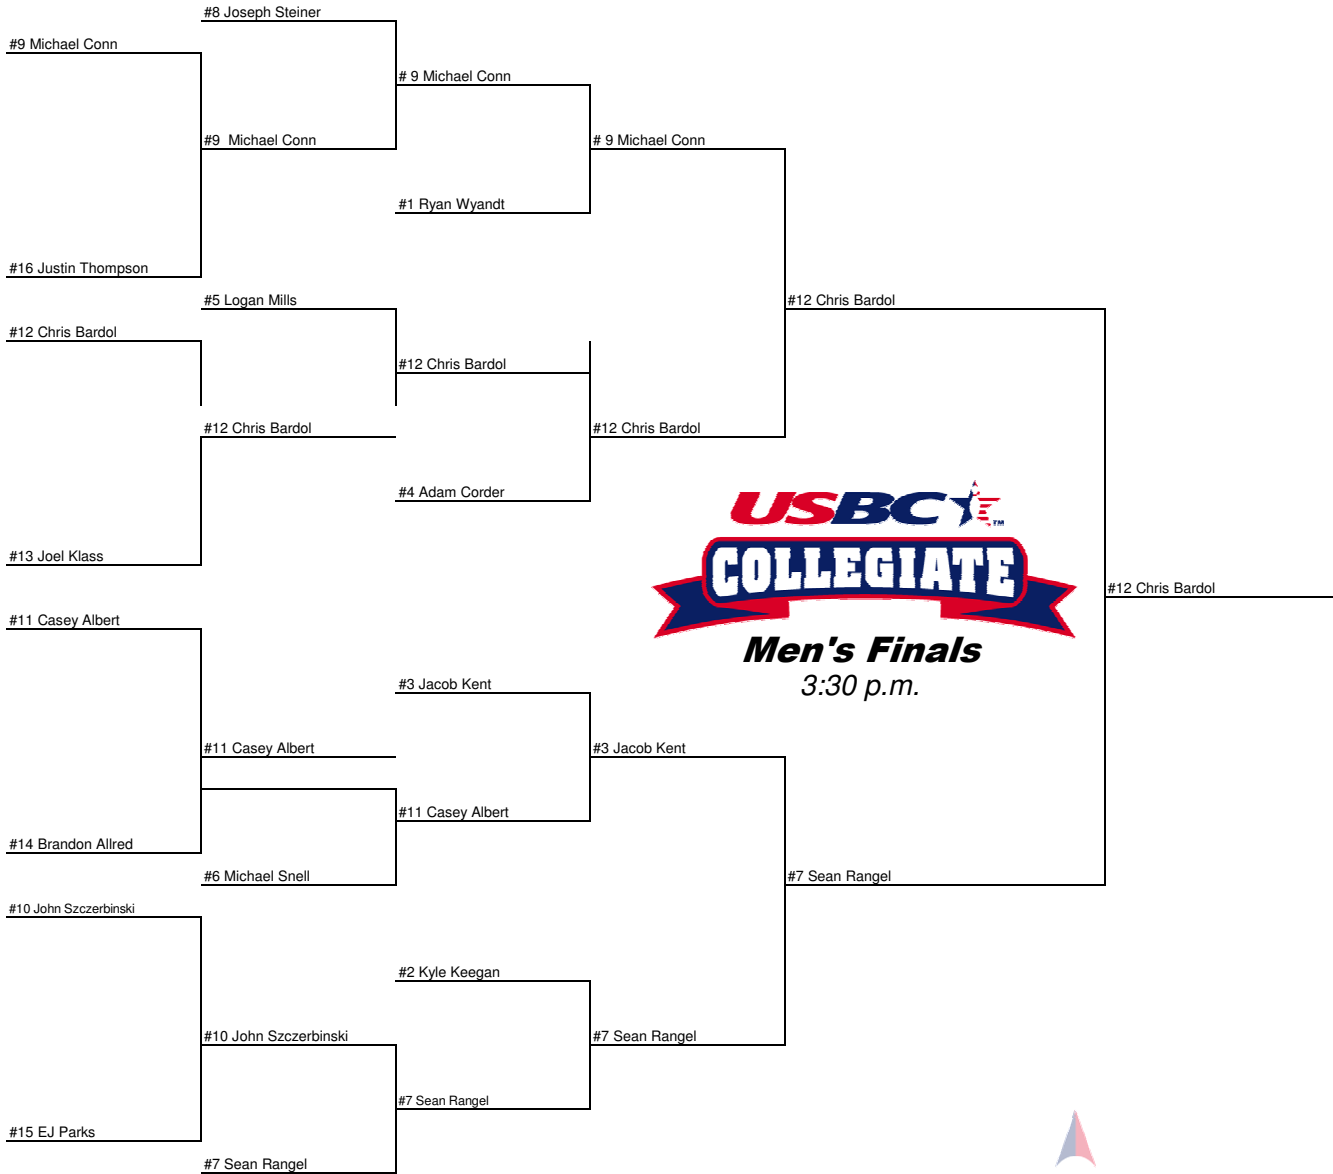 #8 Joseph Steiner
#9 Michael Conn
# 9 Michael Conn
#9  Michael Conn
# 9 Michael Conn
#1 Ryan Wyandt
#16 Justin Thompson
#5 Logan Mills
#12 Chris Bardol
#12 Chris Bardol
#12 Chris Bardol
#12 Chris Bardol
#12 Chris Bardol
#4 Adam Corder
#13 Joel Klass
USBC™
COLLEGIATE
#12 Chris Bardol
Men's Finals
3:30 p.m.
#11 Casey Albert
#3 Jacob Kent
#11 Casey Albert
#3 Jacob Kent
#11 Casey Albert
#14 Brandon Allred
#6 Michael Snell
#7 Sean Rangel
#10 John Szczerbinski
#2 Kyle Keegan
#10 John Szczerbinski
#7 Sean Rangel
#7 Sean Rangel
#15 EJ Parks
#7 Sean Rangel